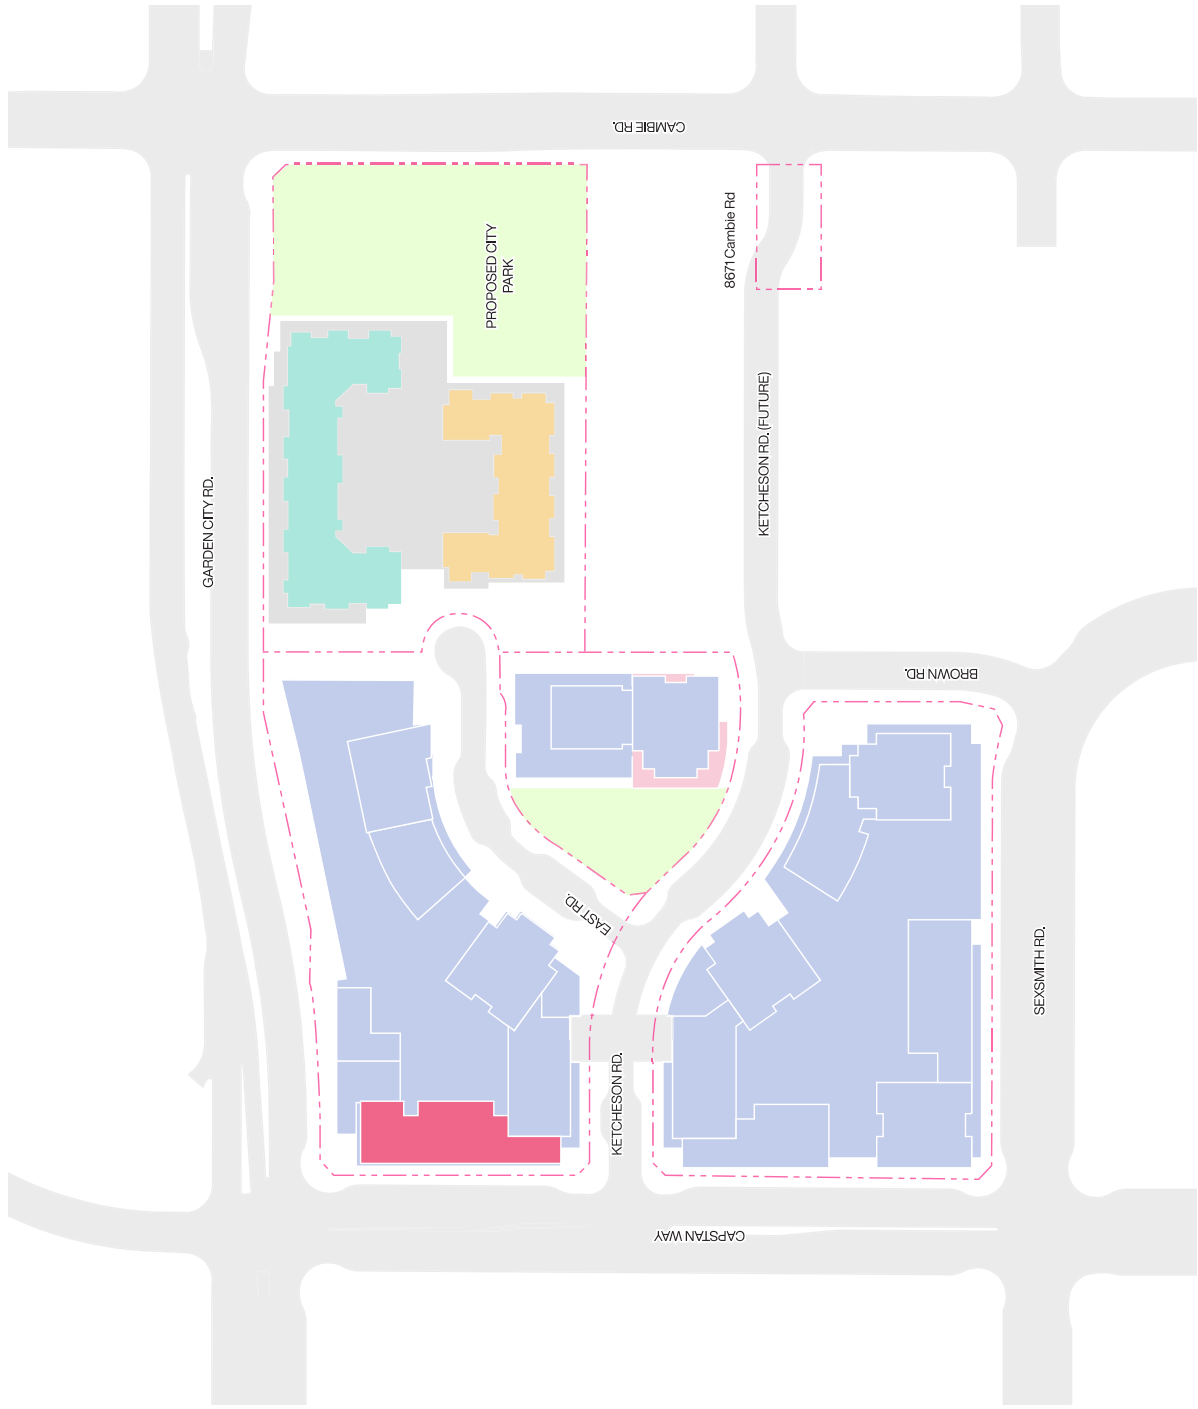 CAMBIE RD.
8671 Cambie Rd
PROPOSED CITY
PARK
KETCHESON RD. (FUTURE)
GARDEN CITY RD.
BROWN RD.
EAST RD.
SEXSMITH RD.
KETCHESON RD.
CAPSTAN WAY